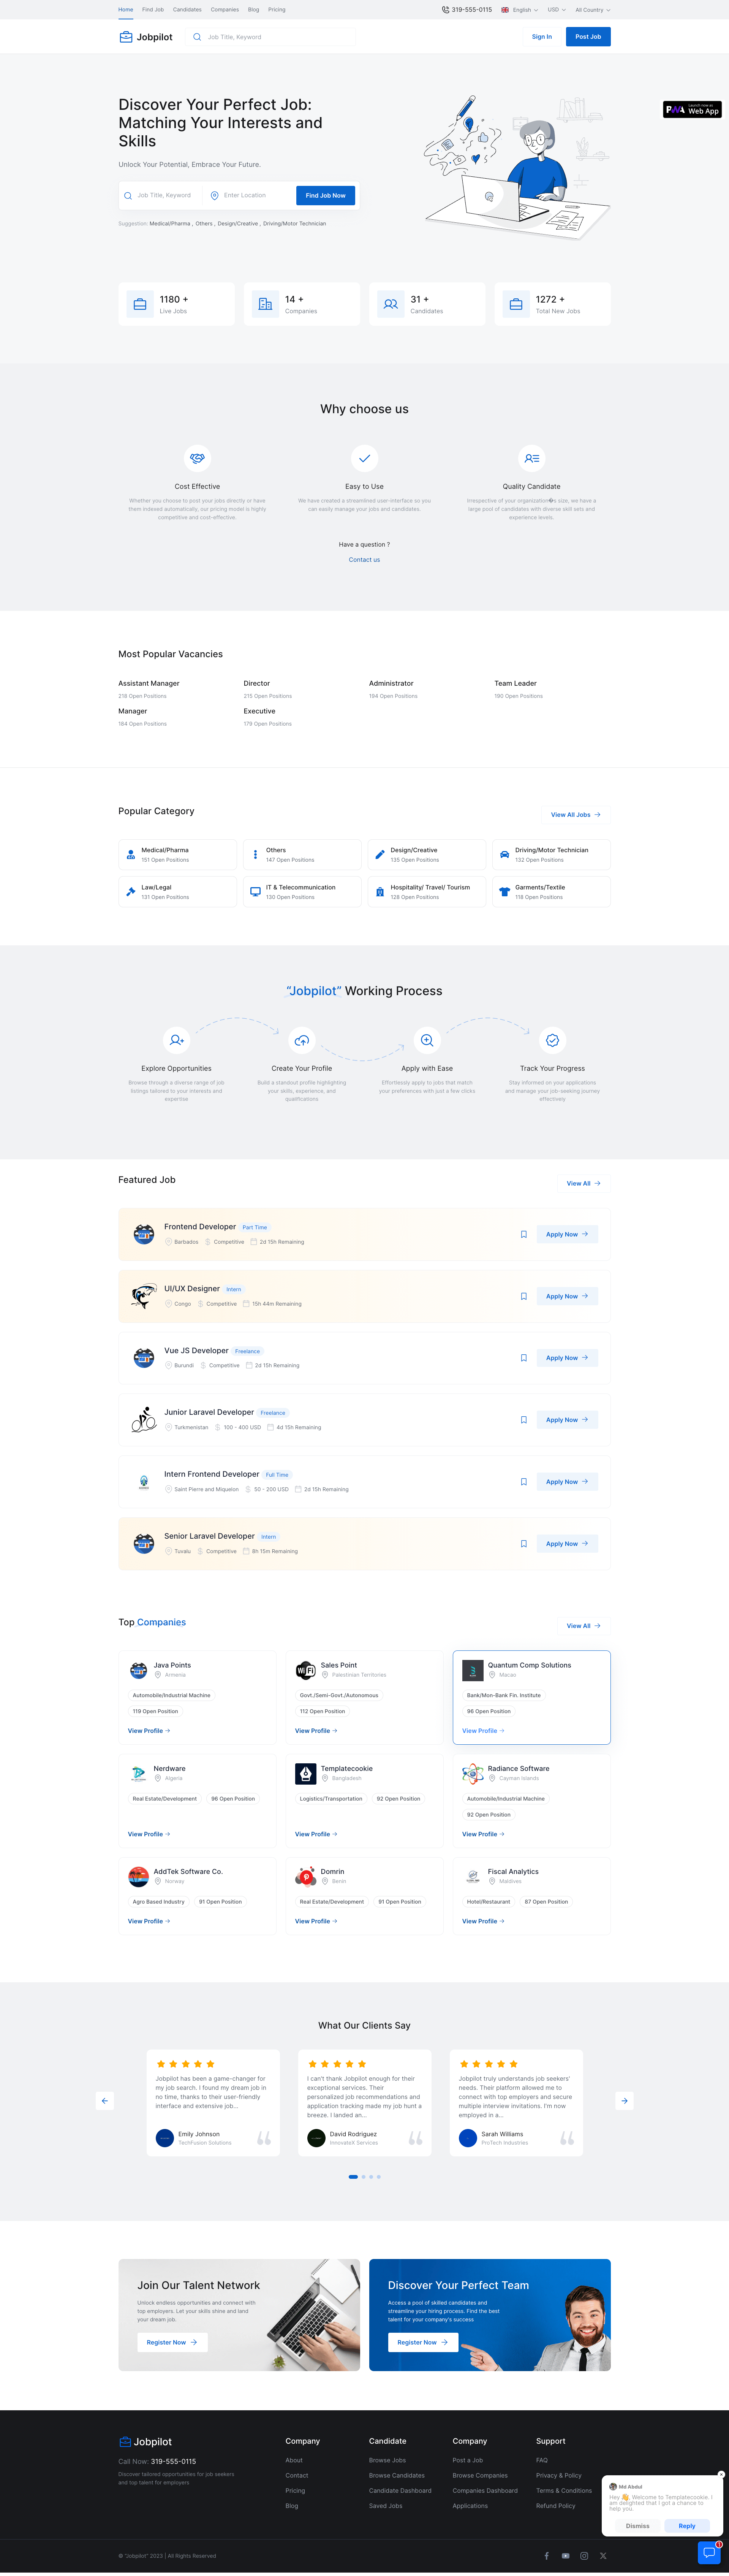 Home Find Job Candidates Companies Blog Pricing 319-555-0115 English USD All Country
Jobpilot Job Title, Keyword Sign In Post Job
PWA Launch now as Web App
Discover Your Perfect Job:
Matching Your Interests and
Skills
Unlock Your Potential, Embrace Your Future.
Job Title, Keyword Enter Location Find Job Now
Suggestion: Medical/Pharma , Others , Design/Creative , Driving/Motor Technician
1180 + 14 + 31 + 1272 +
Live Jobs Companies Candidates Total New Jobs
Why choose us
Cost Effective Easy to Use Quality Candidate
Whether you choose to post your jobs directly or have We have created a streamlined user-interface so you Irrespective of your organization�s size, we have a
them indexed automatically, our pricing model is highly can easily manage your jobs and candidates. large pool of candidates with diverse skill sets and
competitive and cost-effective. experience levels.
Have a question ?
Contact us
Most Popular Vacancies
Assistant Manager Director Administrator Team Leader
218 Open Positions 215 Open Positions 194 Open Positions 190 Open Positions
Manager Executive
184 Open Positions 179 Open Positions
Popular Category View All Jobs
Medical/Pharma Others Design/Creative Driving/Motor Technician
151 Open Positions 147 Open Positions 135 Open Positions 132 Open Positions
Law/Legal IT & Telecommunication Hospitality/ Travel/ Tourism Garments/Textile
131 Open Positions 130 Open Positions 128 Open Positions 118 Open Positions
“Jobpilot” Working Process
Explore Opportunities Create Your Profile Apply with Ease Track Your Progress
Browse through a diverse range of job Build a standout profile highlighting Effortlessly apply to jobs that match Stay informed on your applications
listings tailored to your interests and your skills, experience, and your preferences with just a few clicks and manage your job-seeking journey
expertise qualifications effectively
Featured Job View All
Frontend Developer Part Time
Barbados Competitive 2d 15h Remaining Apply Now
UI/UX Designer Intern
Congo Competitive 15h 44m Remaining Apply Now
Vue JS Developer Freelance
Burundi Competitive 2d 15h Remaining Apply Now
Junior Laravel Developer Freelance
Turkmenistan 100 - 400 USD 4d 15h Remaining Apply Now
Intern Frontend Developer Full Time
Saint Pierre and Miquelon 50 - 200 USD 2d 15h Remaining Apply Now
Senior Laravel Developer Intern
Tuvalu Competitive 8h 15m Remaining Apply Now
Top Companies View All
Java Points Sales Point Quantum Comp Solutions
Armenia Palestinian Territories Macao
Automobile/Industrial Machine Govt./Semi-Govt./Autonomous Bank/Mon-Bank Fin. Institute
119 Open Position 112 Open Position 96 Open Position
View Profile View Profile View Profile
Nerdware Templatecookie Radiance Software
Algeria Bangladesh Cayman Islands
Real Estate/Development 96 Open Position Logistics/Transportation 92 Open Position Automobile/Industrial Machine
92 Open Position
View Profile View Profile View Profile
AddTek Software Co. Domrin Fiscal Analytics
Norway Benin Maldives
Agro Based Industry 91 Open Position Real Estate/Development 91 Open Position Hotel/Restaurant 87 Open Position
View Profile View Profile View Profile
What Our Clients Say
Jobpilot has been a game-changer for I can't thank Jobpilot enough for their Jobpilot truly understands job seekers'
my job search. I found my dream job in exceptional services. Their needs. Their platform allowed me to
no time, thanks to their user-friendly personalized job recommendations and connect with top employers and secure
interface and extensive job... application tracking made my job hunt a multiple interview invitations. I'm now
breeze. I landed an... employed in a...
Emily Johnson David Rodriguez Sarah Williams
TechFusion Solutions InnovateX Services ProTech Industries
Join Our Talent Network Discover Your Perfect Team
Unlock endless opportunities and connect with Access a pool of skilled candidates and
top employers. Let your skills shine and land streamline your hiring process. Find the best
your dream job. talent for your company's success
Register Now Register Now
Jobpilot Company Candidate Company Support
Call Now: 319-555-0115 About Browse Jobs Post a Job FAQ
Discover tailored opportunities for job seekers Contact Browse Candidates Browse Companies Privacy & Policy
and top talent for employers Pricing Candidate Dashboard Companies Dashboard Terms & Conditions
Blog Saved Jobs Applications Refund Policy
Md Abdul
Hey 👋, Welcome to Templatecookie. I
am delighted that I got a chance to
help you.
Dismiss Reply
© "Jobpilot" 2023 | All Rights Reserved